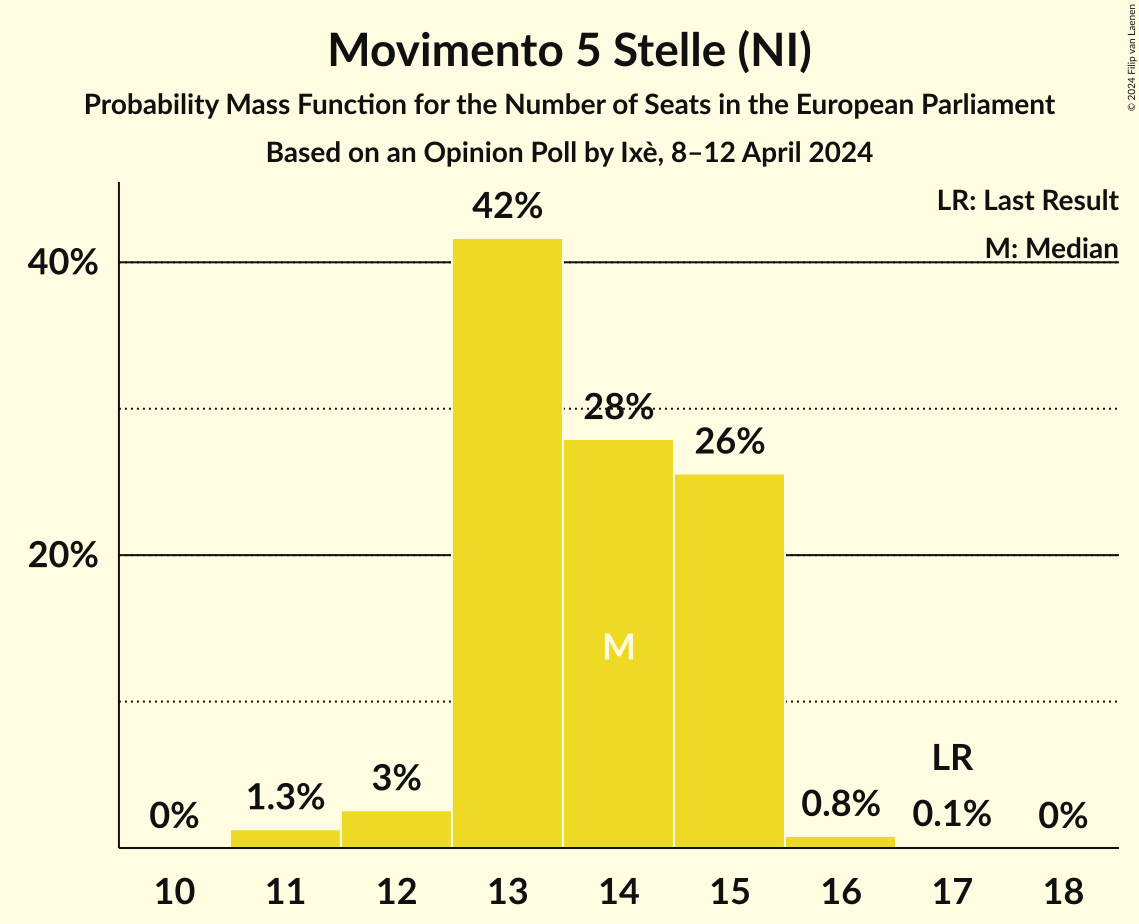 Movimento 5 Stelle (NI)
Probability Mass Function for the Number of Seats in the European Parliament
Based on an Opinion Poll by Ixè, 8–12 April 2024
© 2024 Filip van Laenen
LR: Last Result
M: Median
40%
20%
0%
1.3%
3%
42%
28%
26%
0.8%
0.1%
0%
M
LR
10 11 12 13 14 15 16 17 18